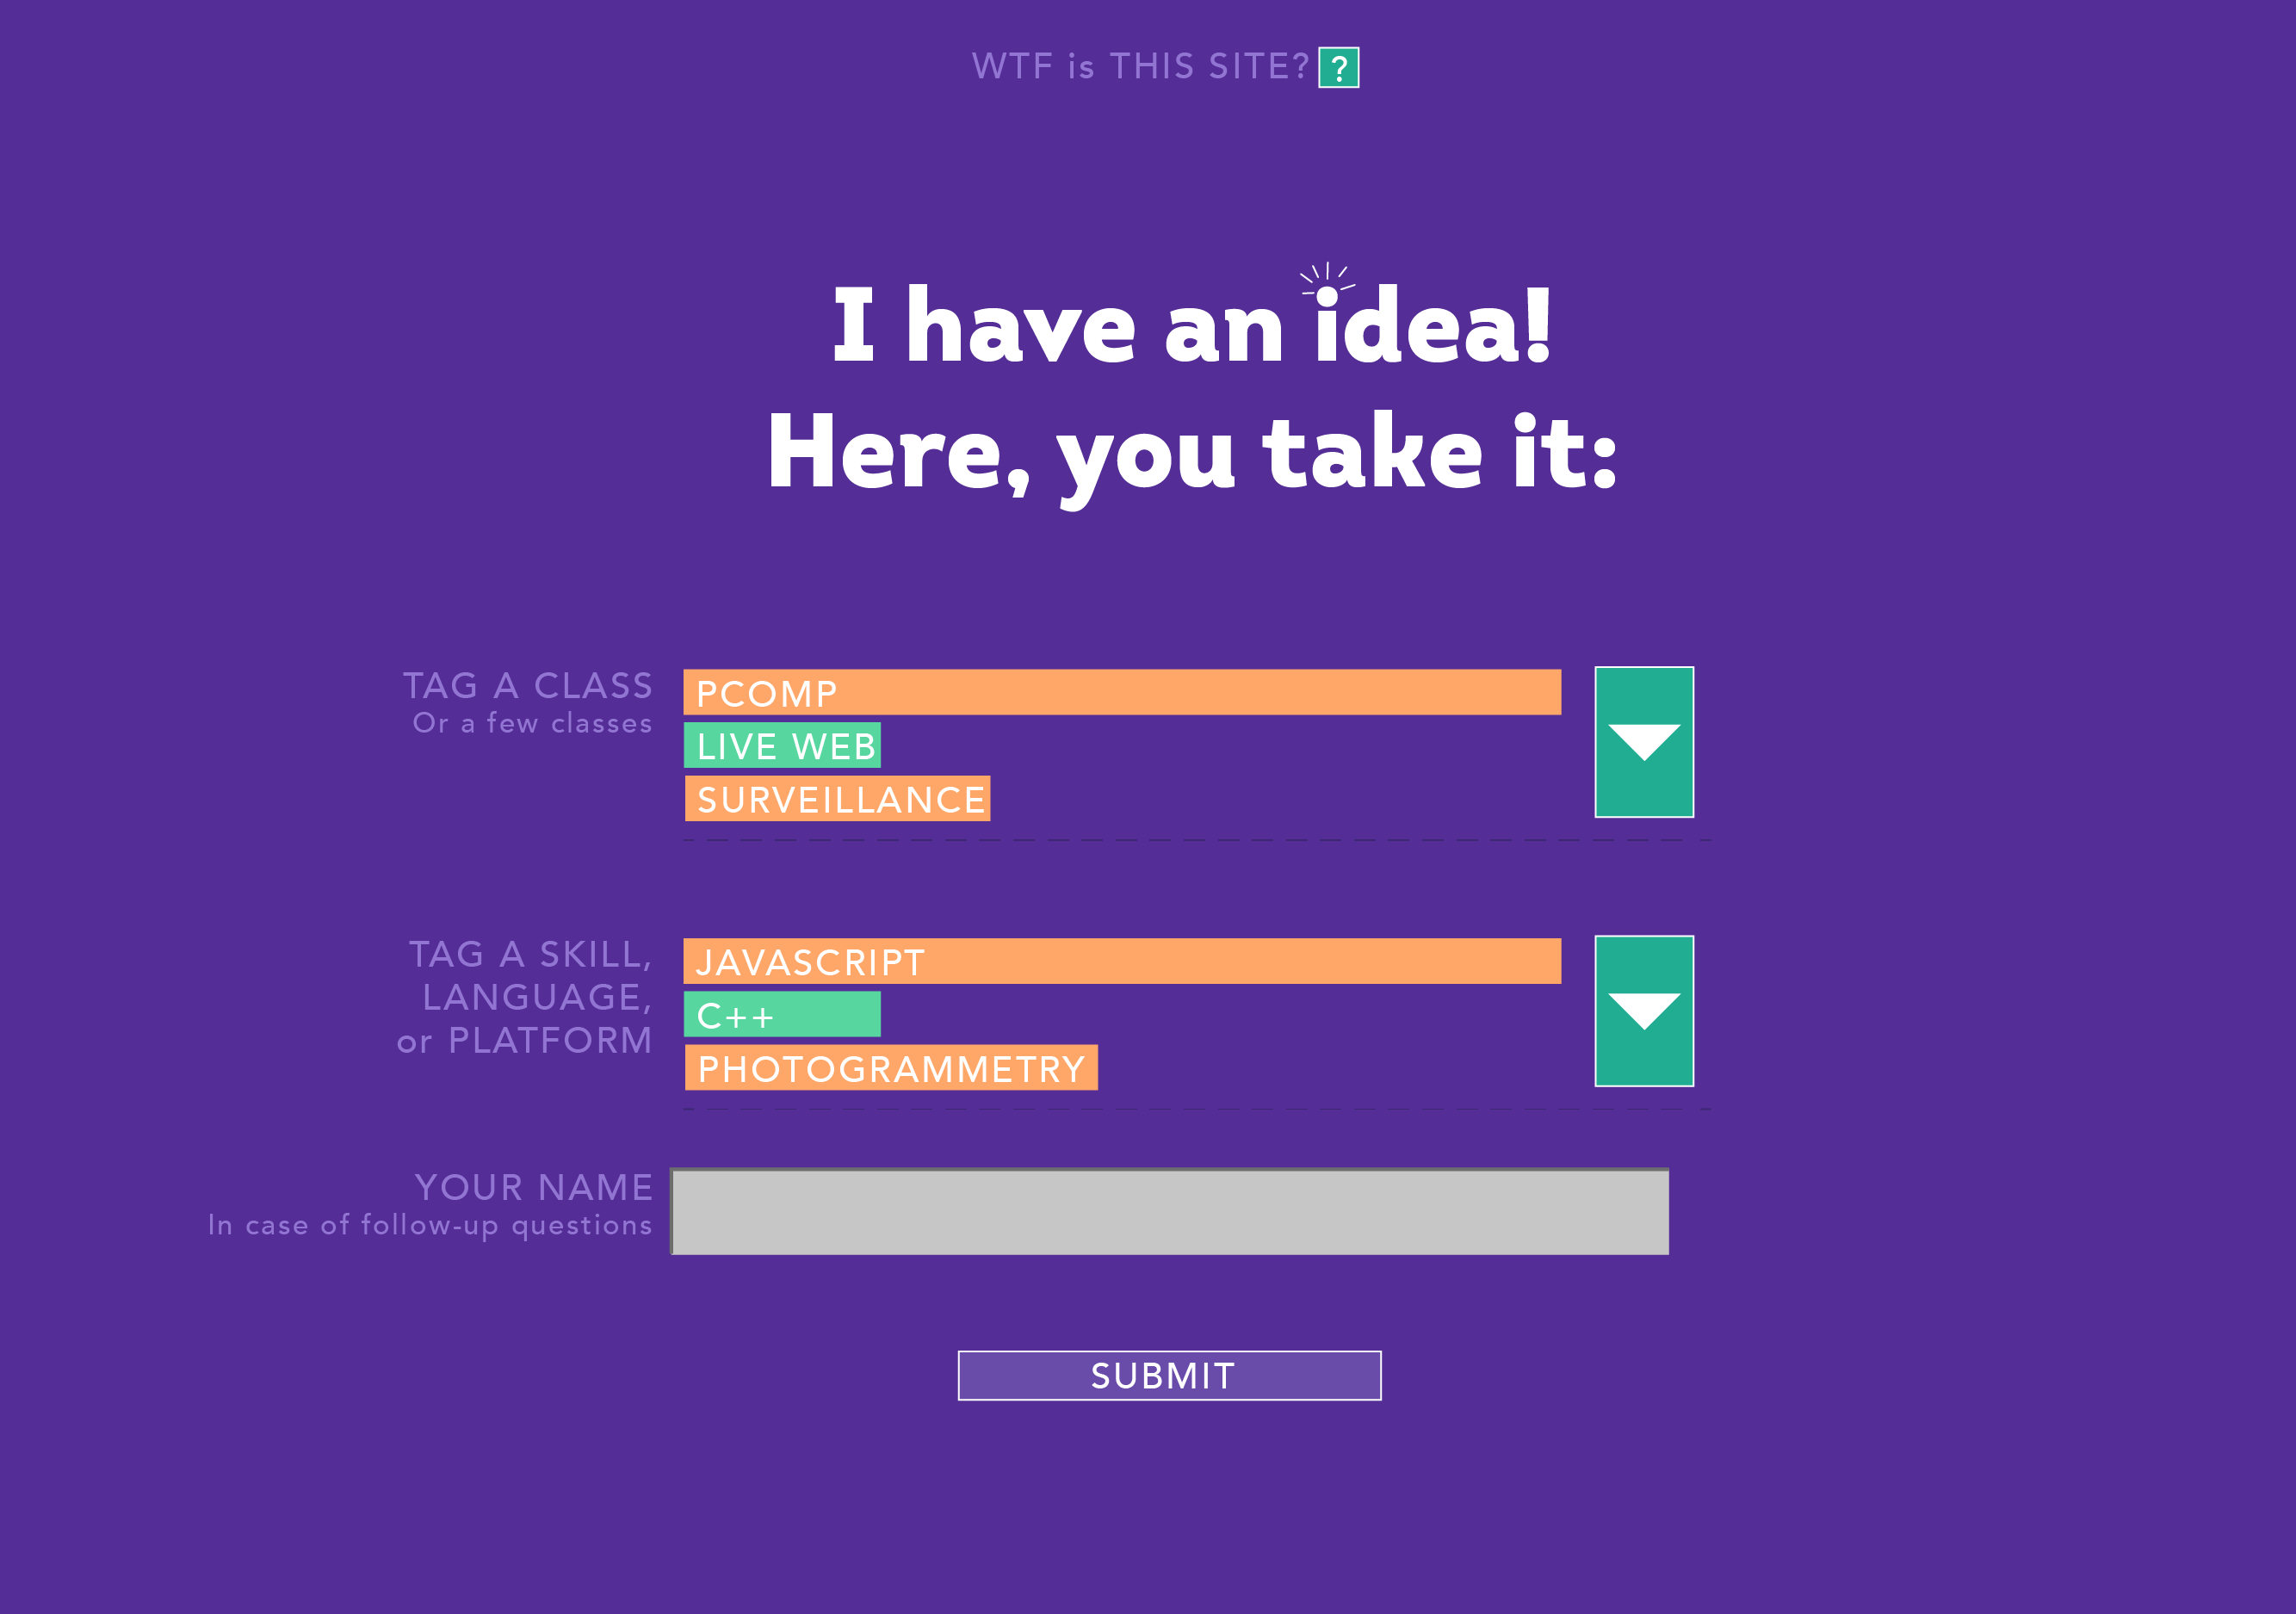 WTF is THIS SITE? ?
I have an idea!
Here, you take it:
TAG A CLASS
Or a few classes
PCOMP
LIVE WEB
SURVEILLANCE
TAG A SKILL,
LANGUAGE,
or PLATFORM
JAVASCRIPT
C++
PHOTOGRAMMETRY
YOUR NAME
In case of follow-up questions
SUBMIT